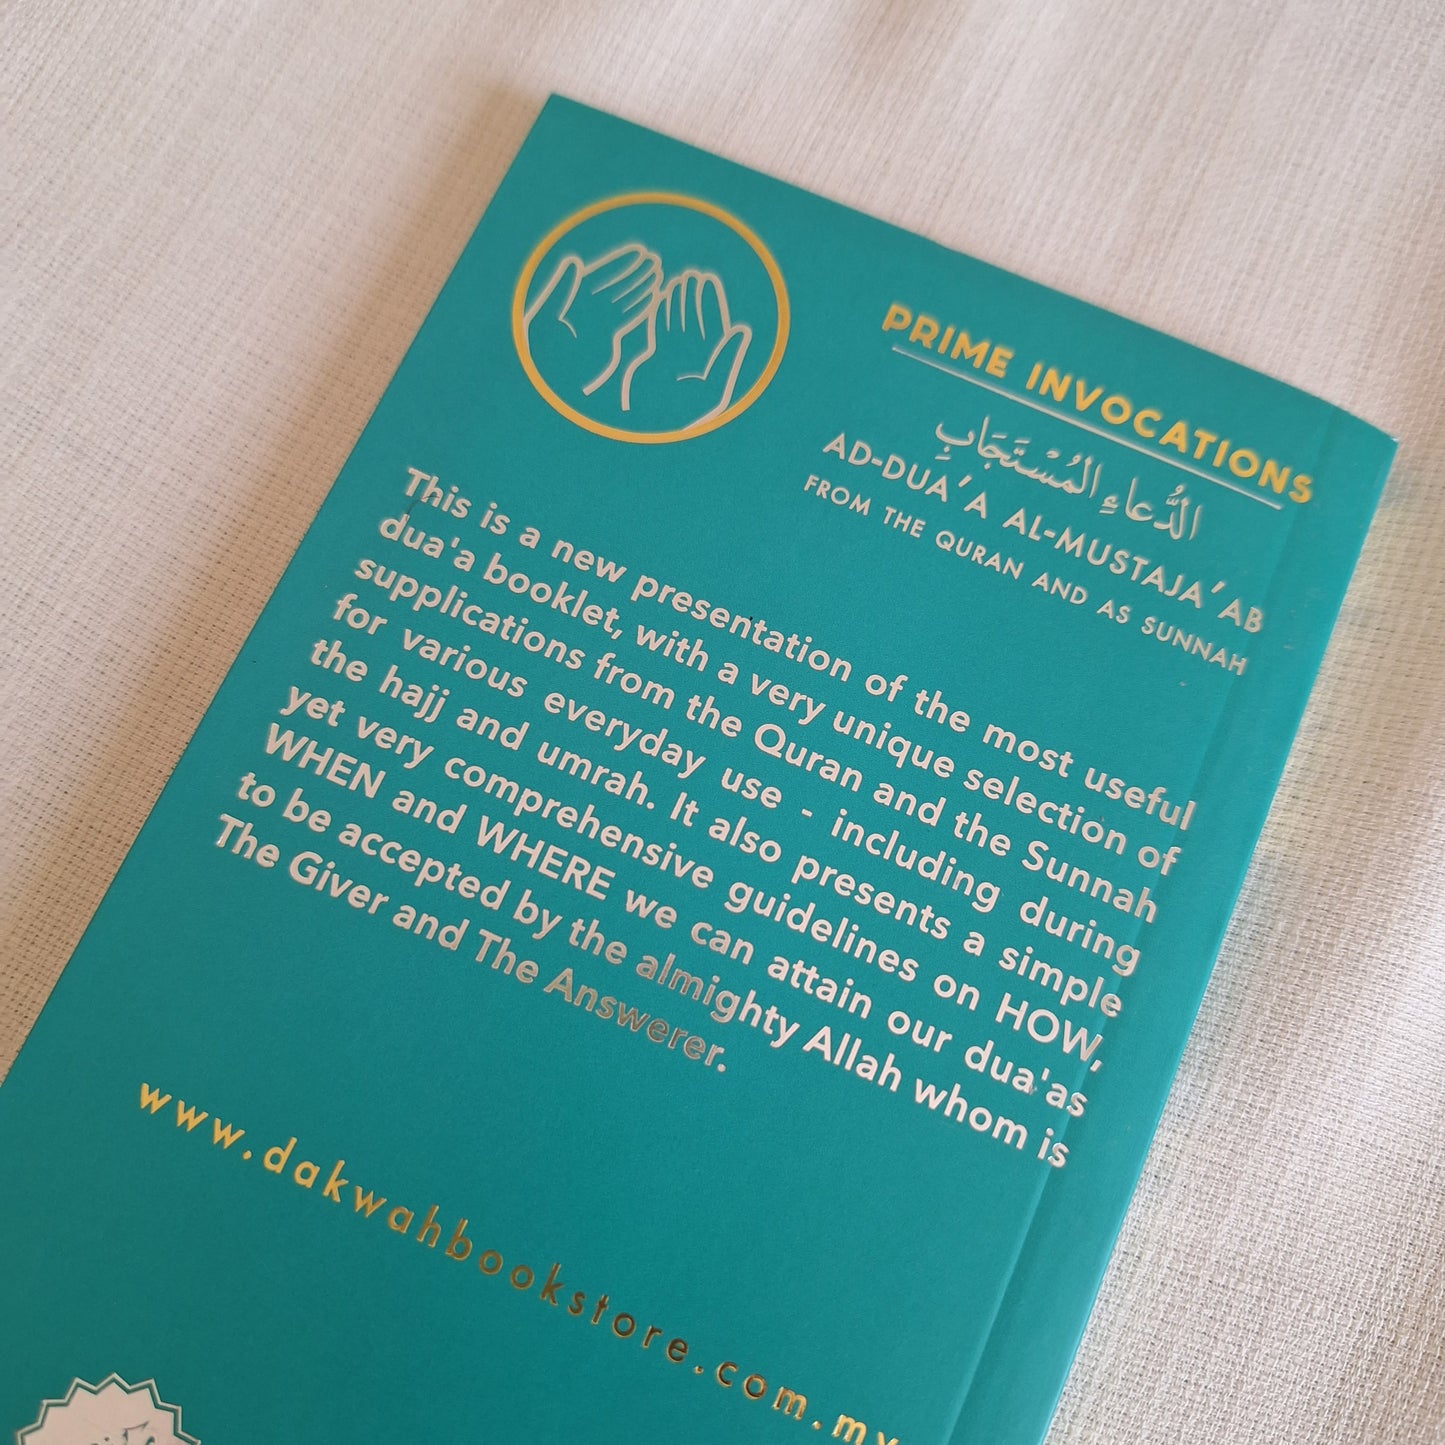 PRIME INVOCATIONS
الدُّعَاءِ المُسْتَجَابِ
AD-DUA'A AL-MUSTAJA'AB
FROM THE QURAN AND AS SUNNAH
This is a new presentation of the most useful
dua'a booklet, with a very unique selection of
supplications from the Quran and the Sunnah
for various everyday use - including during
the hajj and umrah. It also presents a simple
yet very comprehensive guidelines on HOW,
WHEN and WHERE we can attain our dua'as
to be accepted by the almighty Allah whom is
The Giver and The Answerer.
www.dakwahbookstore.com.my